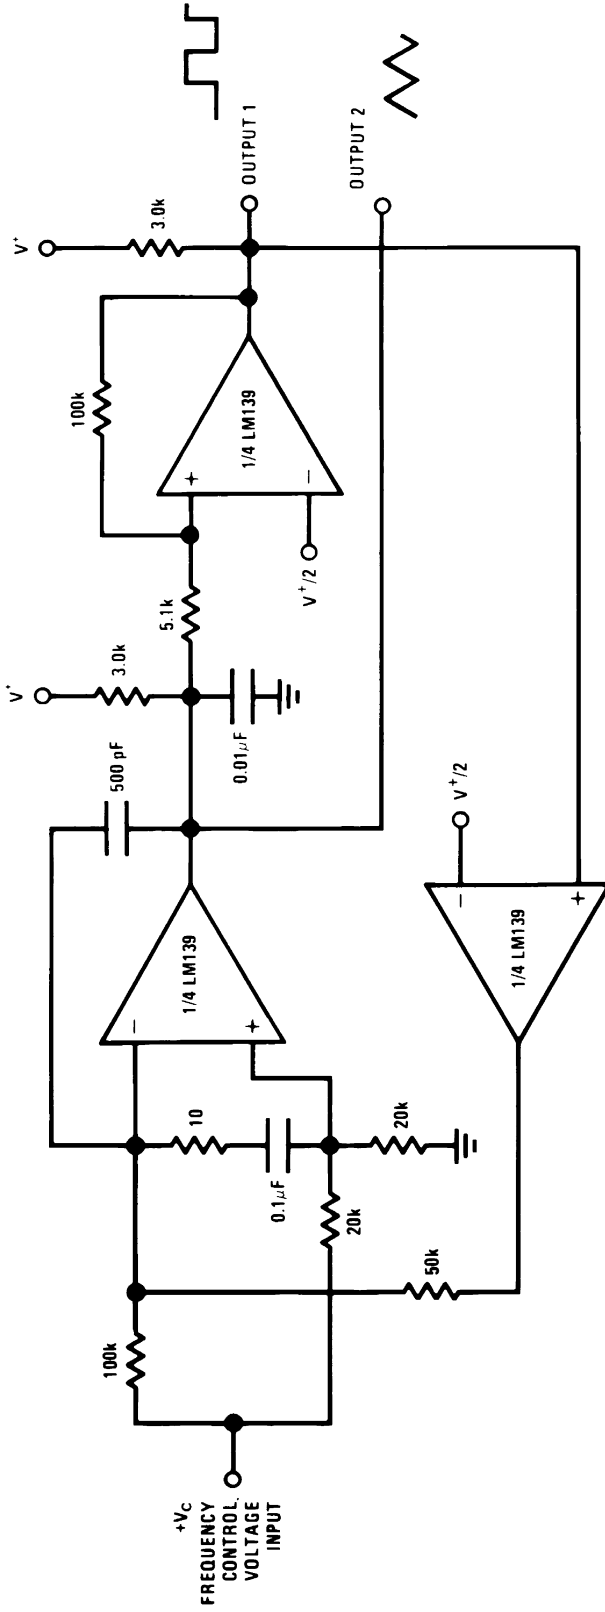 V⁺
V⁺
3.0k
100k
500 pF
3.0k
OUTPUT 1
+
1/4 LM139
−
5.1k
V⁺/2
0.01µF
OUTPUT 2
100k
−
1/4 LM139
+
10
0.1µF
20k
20k
+VC
FREQUENCY
CONTROL
VOLTAGE
INPUT
50k
V⁺/2
−
1/4 LM139
+